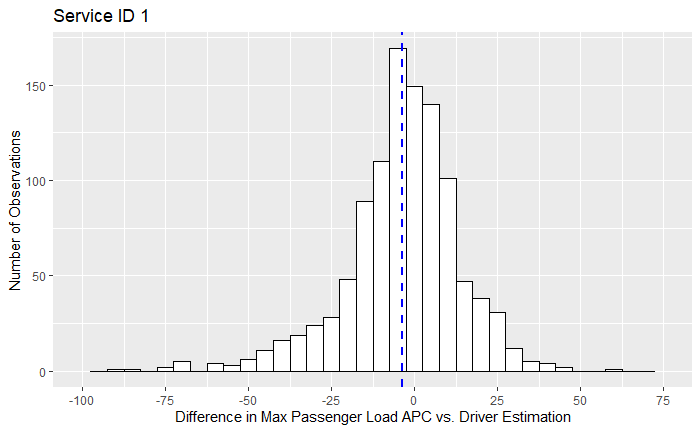 Service ID 1
Number of Observations
150
100
50
0
-100 -75 -50 -25 0 25 50 75
Difference in Max Passenger Load APC vs. Driver Estimation